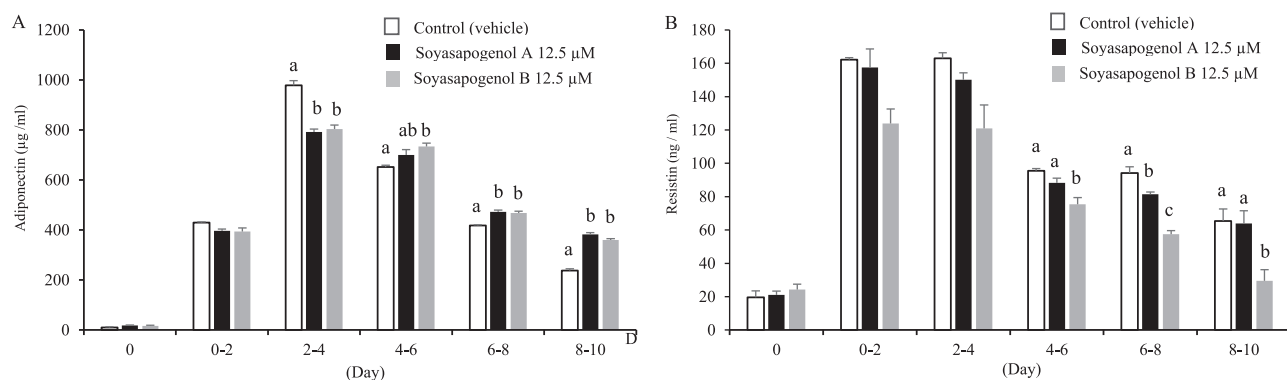 A
Adiponectin (µg /ml)
1200
1000
800
600
400
200
0
Control (vehicle)
Soyasapogenol A 12.5 µM
Soyasapogenol B 12.5 µM
a
b b
a ab b
a b b
a b b
0 0-2 2-4 4-6 6-8 8-10
D
(Day)
B
Resistin (ng / ml)
180
160
140
120
100
80
60
40
20
0
Control (vehicle)
Soyasapogenol A 12.5 µM
Soyasapogenol B 12.5 µM
a a b
a b c
a a b
0 0-2 2-4 4-6 6-8 8-10
(Day)